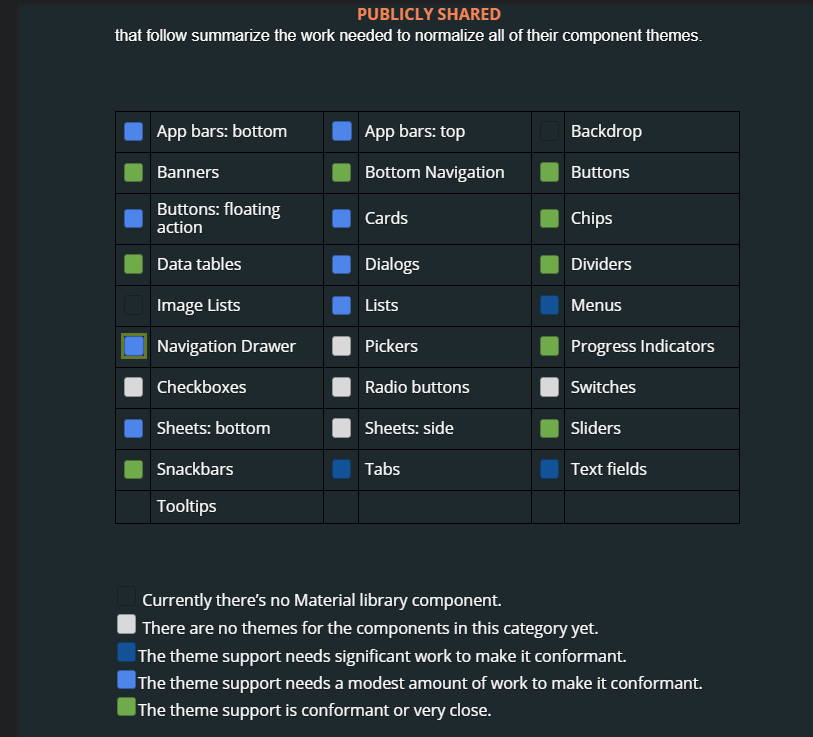 PUBLICLY SHARED
that follow summarize the work needed to normalize all of their component themes.
App bars: bottom
App bars: top
Backdrop
Banners
Bottom Navigation
Buttons
Buttons: floating
action
Cards
Chips
Data tables
Dialogs
Dividers
Image Lists
Lists
Menus
Navigation Drawer
Pickers
Progress Indicators
Checkboxes
Radio buttons
Switches
Sheets: bottom
Sheets: side
Sliders
Snackbars
Tabs
Text fields
Tooltips
Currently there’s no Material library component.
There are no themes for the components in this category yet.
The theme support needs significant work to make it conformant.
The theme support needs a modest amount of work to make it conformant.
The theme support is conformant or very close.